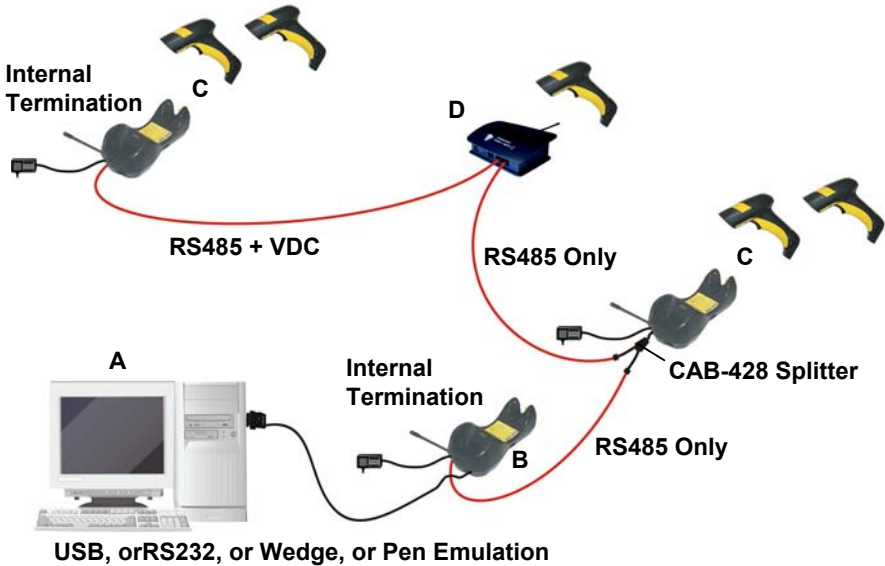 Internal
Termination
C
D
RS485 + VDC
RS485 Only
C
A
Internal
Termination
CAB-428 Splitter
B
RS485 Only
USB, orRS232, or Wedge, or Pen Emulation